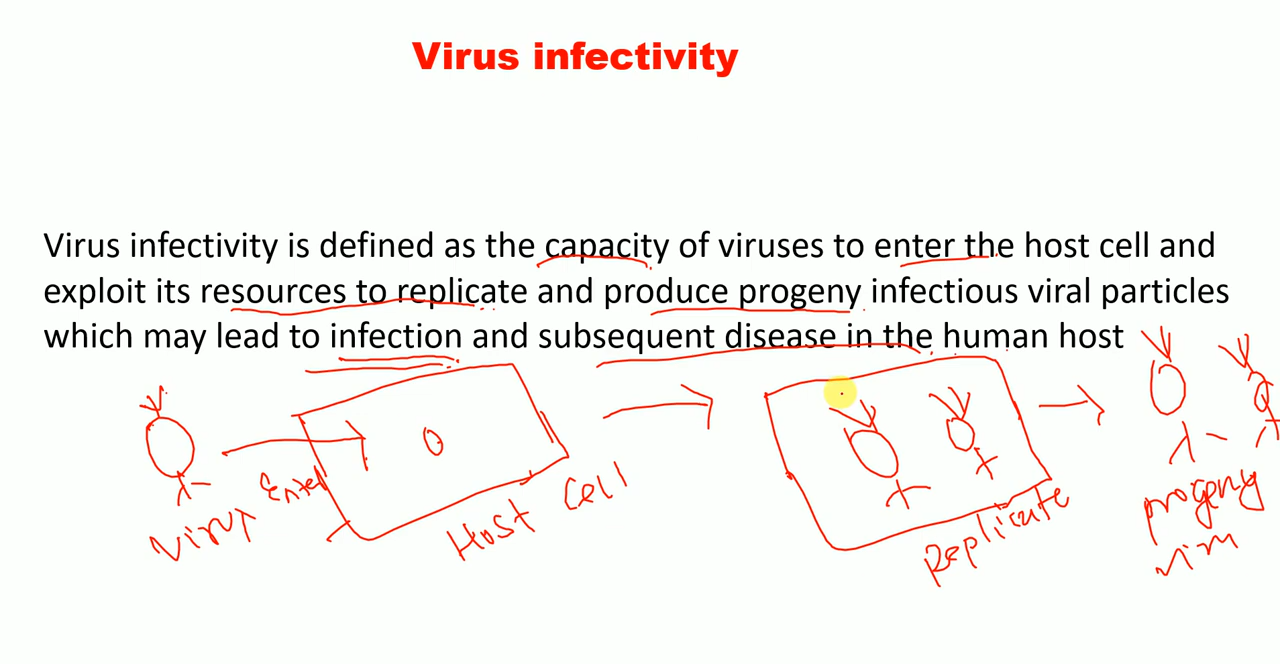 Virus infectivity
Virus infectivity is defined as the capacity of viruses to enter the host cell and
exploit its resources to replicate and produce progeny infectious viral particles
which may lead to infection and subsequent disease in the human host
Enter
Host Cell
Replicate
progeny